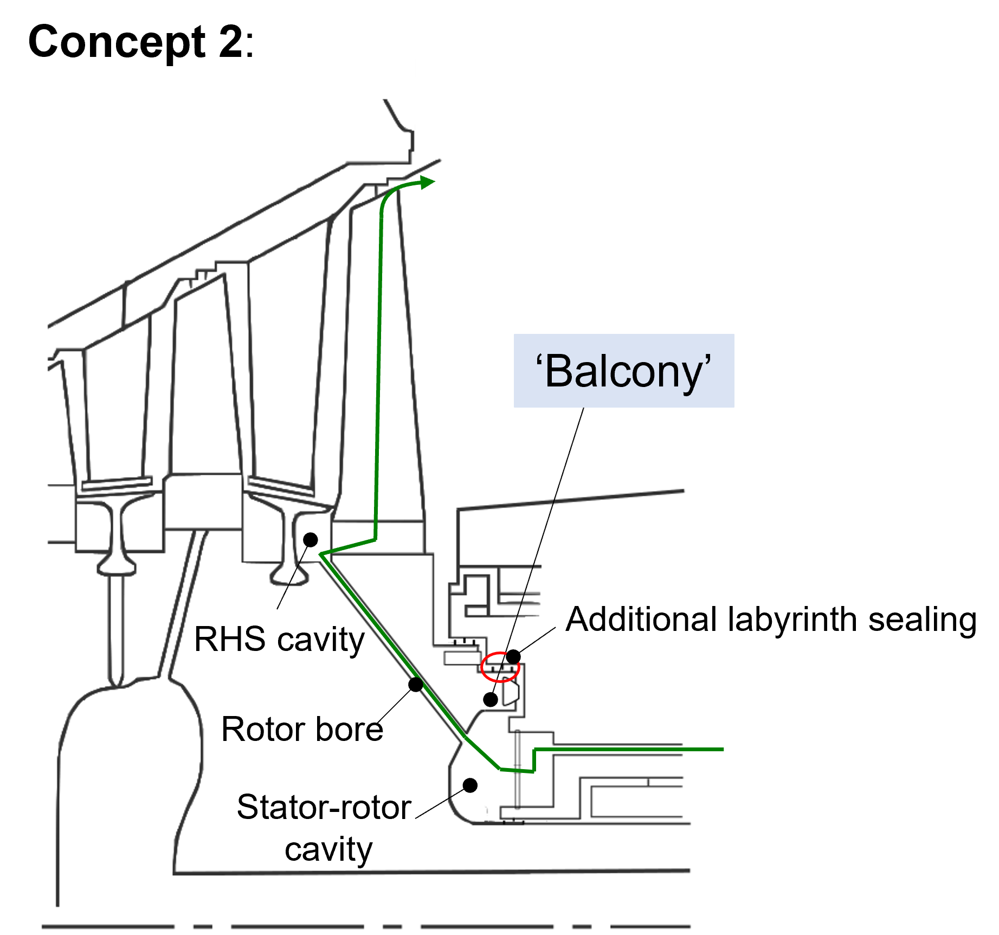 Concept 2:
‘Balcony’
Additional labyrinth sealing
RHS cavity
Rotor bore
Stator-rotor
cavity